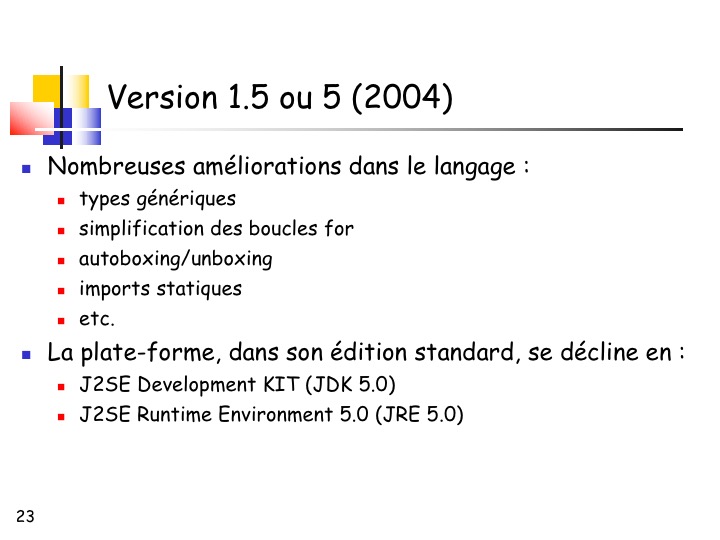 Version 1.5 ou 5 (2004)
Nombreuses améliorations dans le langage :
types génériques
simplification des boucles for
autoboxing/unboxing
imports statiques
etc.
La plate-forme, dans son édition standard, se décline en :
J2SE Development KIT (JDK 5.0)
J2SE Runtime Environment 5.0 (JRE 5.0)
23